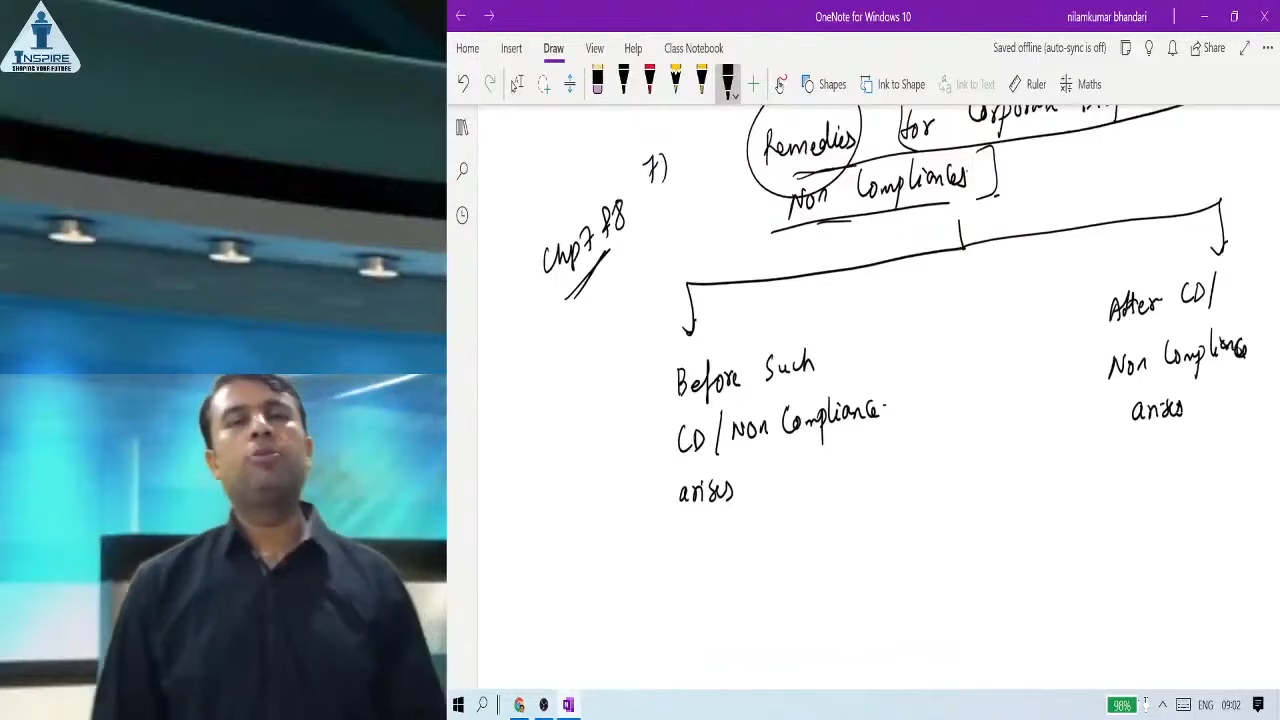 INSPIRE
SHAPING YOUR FUTURE
OneNote for Windows 10
nilamkumar bhandari
Home Insert Draw View Help Class Notebook
Saved offline (auto-sync is off)
Share
Shapes
Ink to Shape
Ink to Text
Ruler
Maths
7) Remedies for Corporate
Non Compliances ]
Chp 7 & 8
Before Such
CD/Non Compliance
arises
After CD/
Non Compliance
arises
98%
ENG
09:02